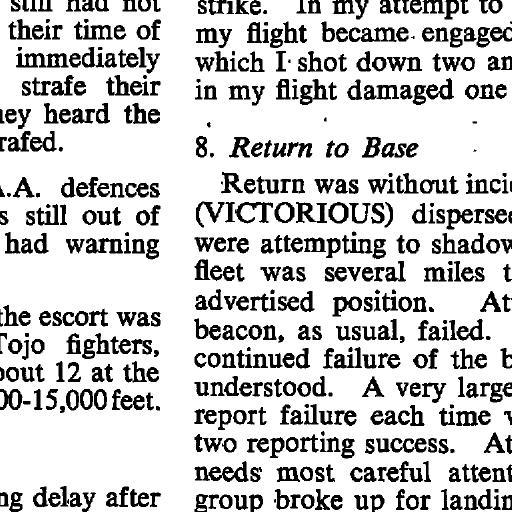 still had not
their time of
immediately
strafe their
hey heard the
rafed.
A.A. defences
s still out of
had warning
the escort was
Tojo fighters,
bout 12 at the
00-15,000 feet.
ng delay after
strike. In my attempt to
my flight became engaged
which I shot down two an
in my flight damaged one
8. Return to Base
Return was without inci
(VICTORIOUS) disperse
were attempting to shadow
fleet was several miles t
advertised position. At
beacon, as usual, failed.
continued failure of the b
understood. A very large
report failure each time w
two reporting success. At
needs most careful attent
group broke up for landin